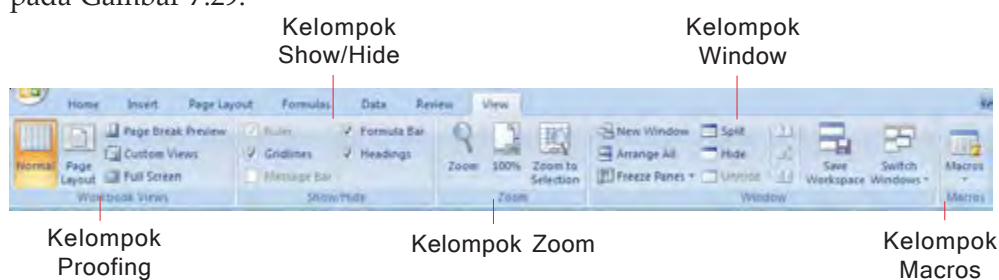 pada Gambar 7.29.
Kelompok
Show/Hide
Kelompok
Window
Home Insert Page Layout Formulas Data Review View
Normal
Page
Layout
Page Break Preview
Custom Views
Full Screen
Workbook Views
Ruler
Gridlines
Message Bar
Formula Bar
Headings
Show/Hide
Zoom
100%
Zoom to
Selection
Zoom
New Window
Arrange All
Freeze Panes
Split
Hide
Unhide
Save
Workspace
Switch
Windows
Window
Macros
Macros
Kelompok
Proofing
Kelompok Zoom
Kelompok
Macros